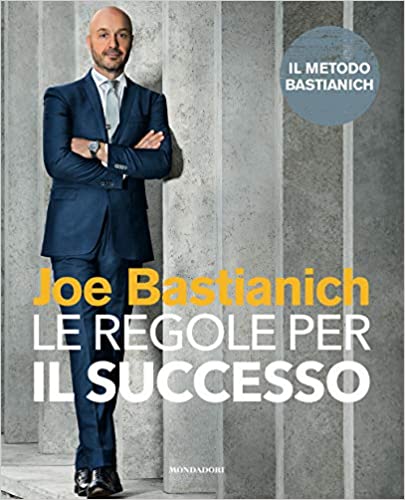 IL METODO
BASTIANICH
Joe Bastianich
LE REGOLE PER
IL SUCCESSO
MONDADORI